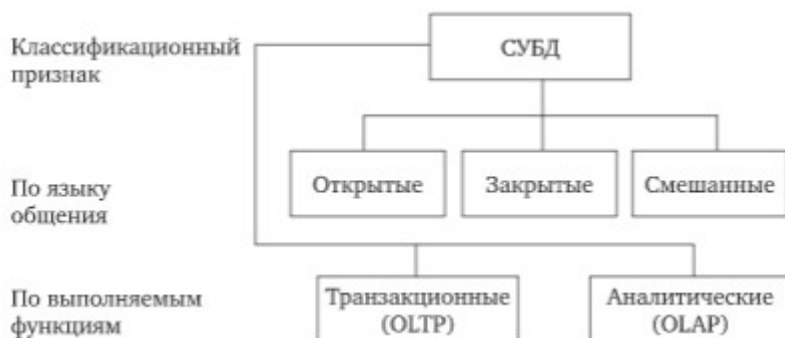 Классификационный
признак
СУБД
По языку
общения
Открытые
Закрытые
Смешанные
По выполняемым
функциям
Транзакционные
(OLTP)
Аналитические
(OLAP)